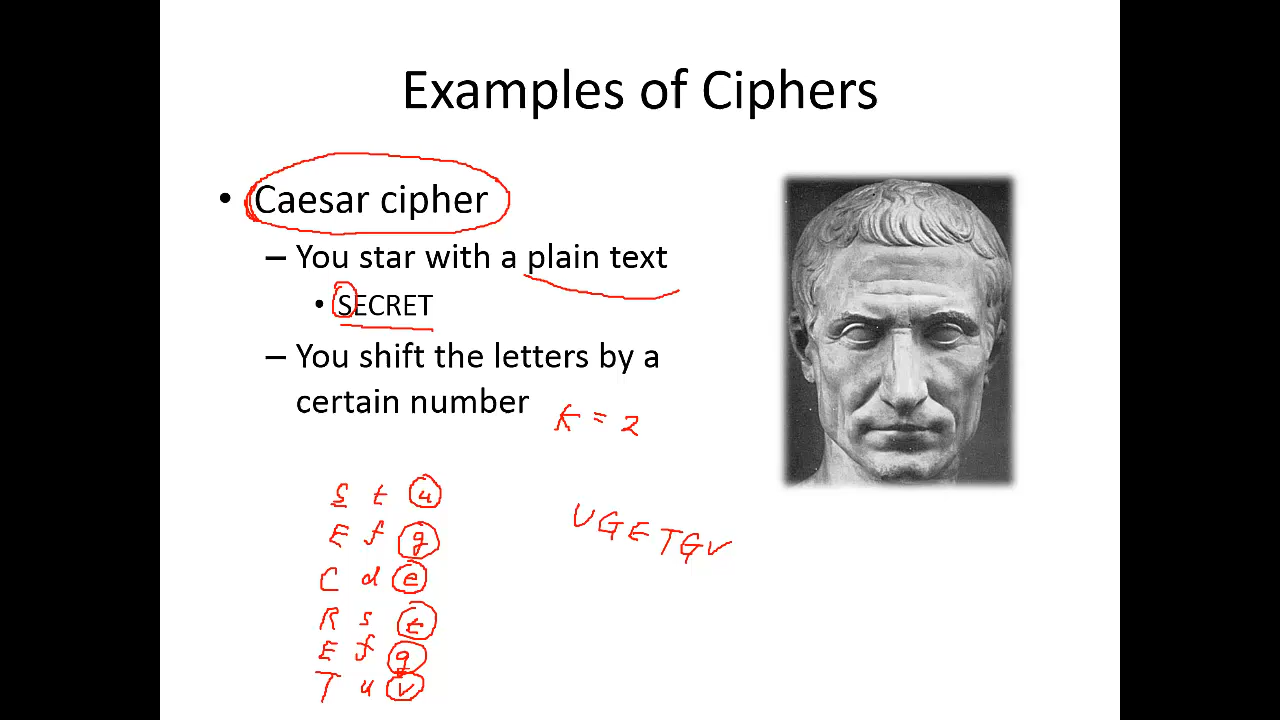 Examples of Ciphers
• Caesar cipher
– You star with a plain text
• SECRET
– You shift the letters by a
certain number
K = 2
S t u
E f g
C d e
R s t
E f g
T u v
UGETGV